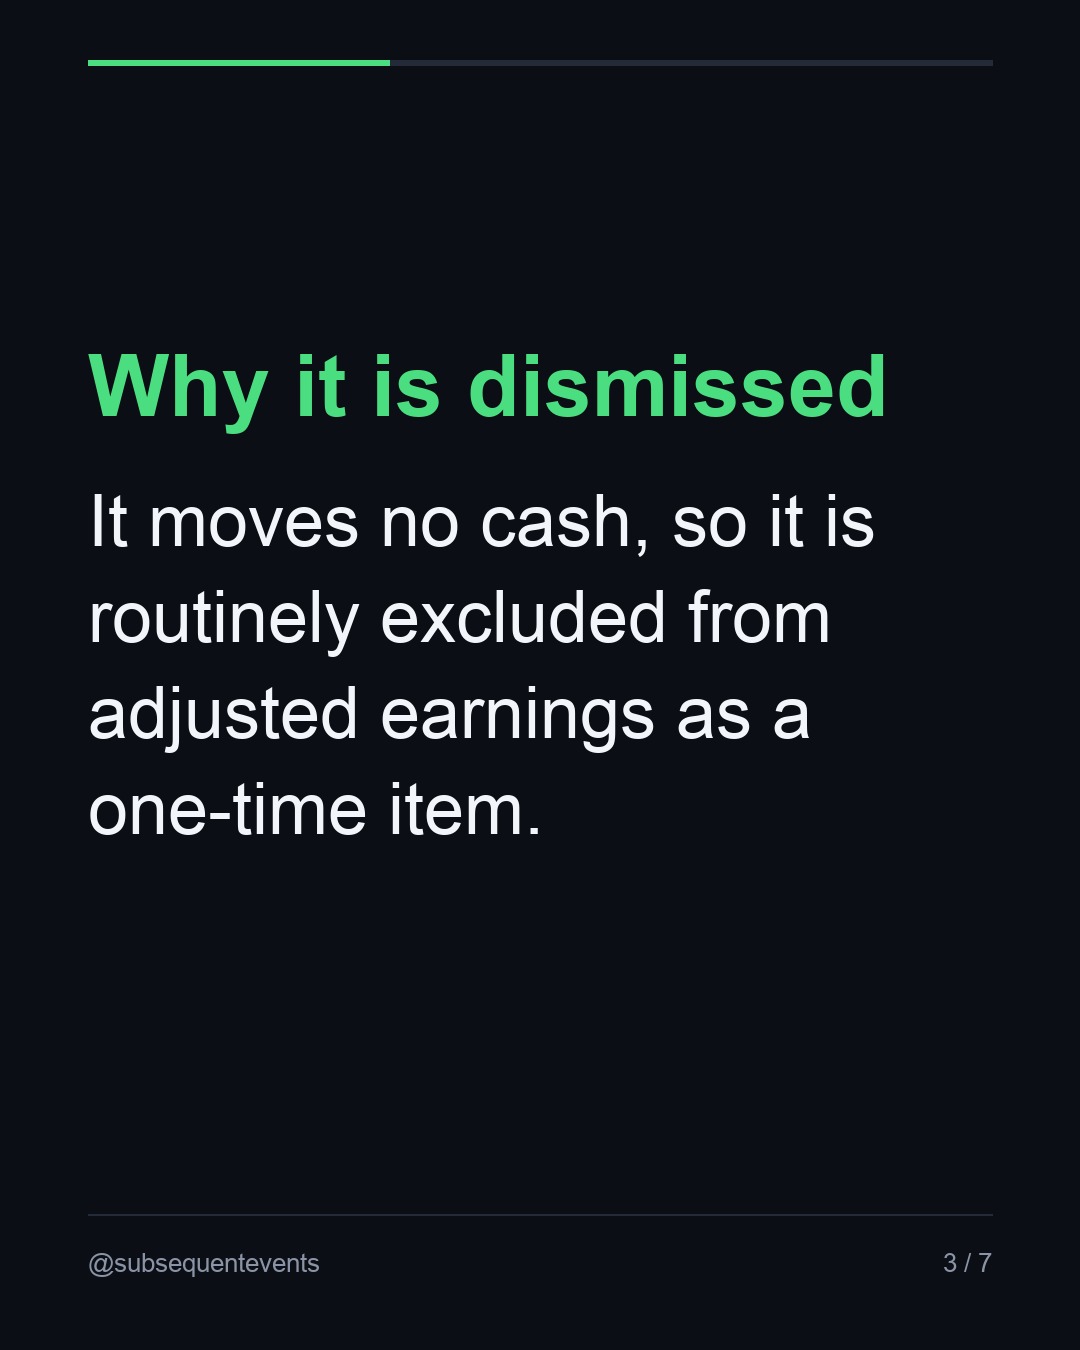 Why it is dismissed
It moves no cash, so it is
routinely excluded from
adjusted earnings as a
one-time item.
@subsequentevents
3 / 7